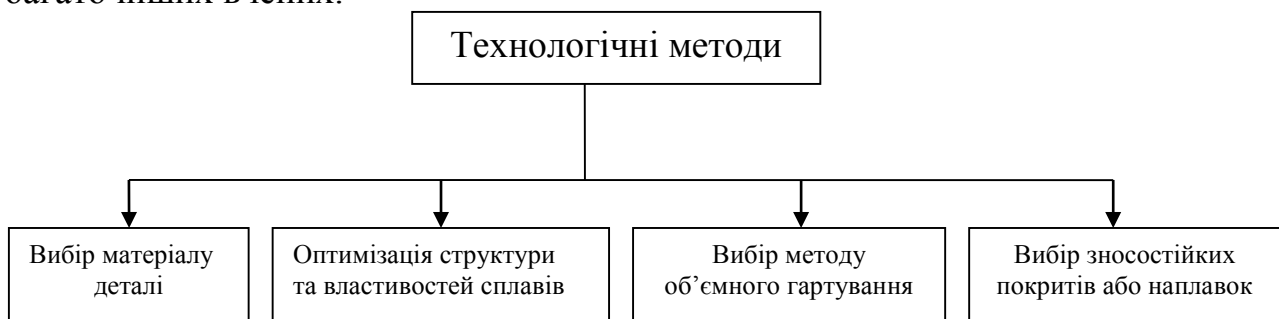 Технологічні методи
Вибір матеріалу
деталі
Оптимізація структури
та властивостей сплавів
Вибір методу
об’ємного гартування
Вибір зносостійких
покритів або наплавок